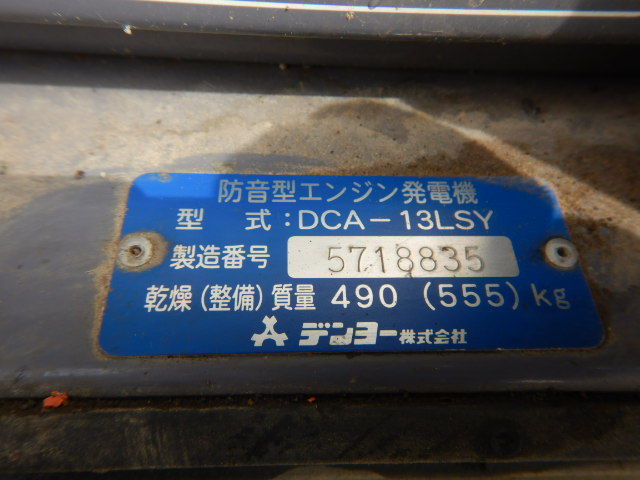 防音型エンジン発電機
型 式:DCA-13LSY
製造番号 5718835
乾燥(整備)質量 490 (555) kg
デンヨー株式会社